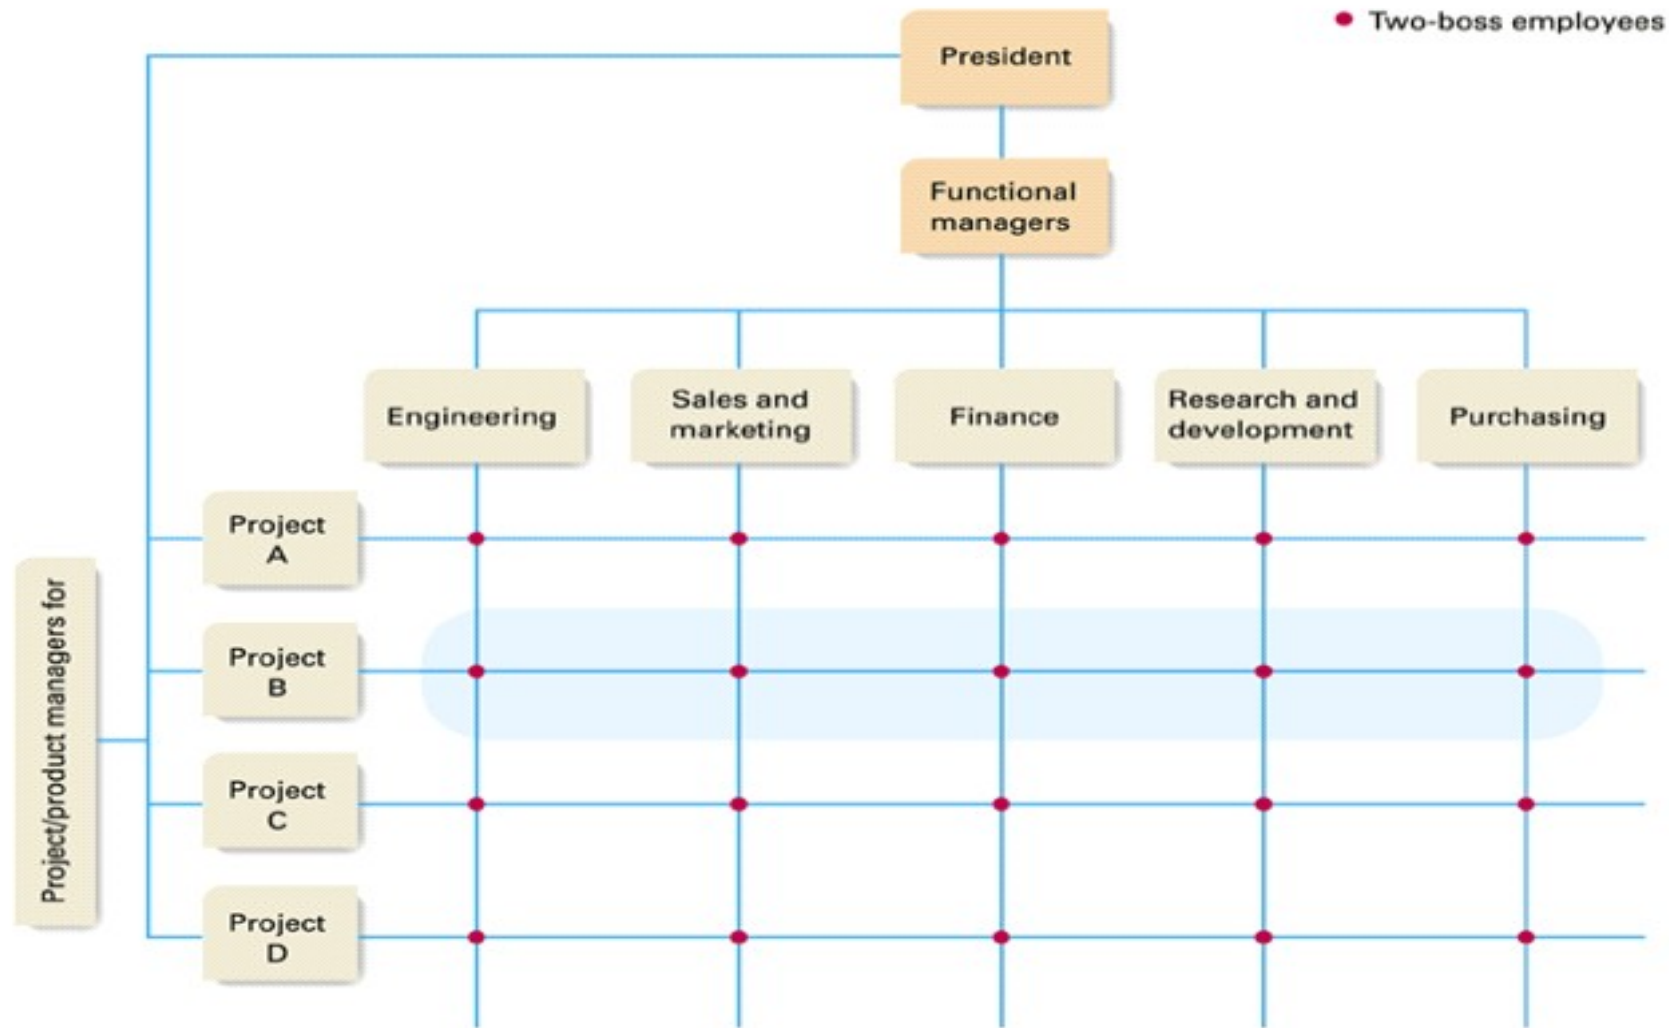 Two-boss employees
President
Functional
managers
Engineering
Sales and
marketing
Finance
Research and
development
Purchasing
Project/product managers for
Project
A
Project
B
Project
C
Project
D